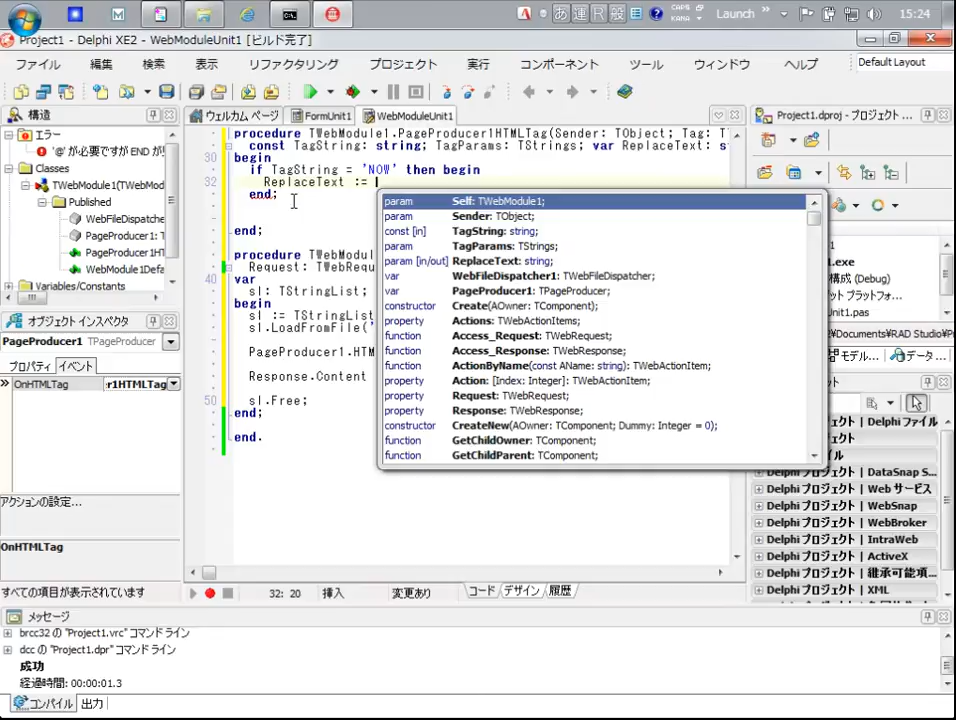 CAPS
KANA
Launch
15:24
Project1 - Delphi XE2 - WebModuleUnit1 [ビルド完了]
ファイル 編集 検索 表示 リファクタリング プロジェクト 実行 コンポーネント ツール ウィンドウ ヘルプ
Default Layout
構造
エラー
'@' が必要ですが END が
Classes
TWebModule1(TWebMod
Published
WebFileDispatche
PageProducer1: T
PageProducer1HT
WebModule1Defa
Variables/Constants
オブジェクト インスペクタ
PageProducer1 TPageProducer
プロパティ イベント
OnHTMLTag r1HTMLTag
アクションの設定...
OnHTMLTag
すべての項目が表示されています
ウェルカム ページ FormUnit1 WebModuleUnit1
procedure TWebModule1.PageProducer1HTMLTag(Sender: TObject; Tag: T
const TagString: string; TagParams: TStrings; var ReplaceText: s
30 begin
if TagString = 'NOW' then begin
32 ReplaceText :=
end;
end;
procedure TWebModul
Request: TWebRequ
40 var
sl: TStringList;
begin
sl := TStringList
sl.LoadFromFile('
PageProducer1.HTM
Response.Content
50 sl.Free;
end;
end.
param Self: TWebModule1;
param Sender: TObject;
const [in] TagString: string;
param TagParams: TStrings;
param [in/out] ReplaceText: string;
var WebFileDispatcher1: TWebFileDispatcher;
var PageProducer1: TPageProducer;
constructor Create(AOwner: TComponent);
property Actions: TWebActionItems;
function Access_Request: TWebRequest;
function Access_Response: TWebResponse;
function ActionByName(const AName: string): TWebActionItem;
property Action: [Index: Integer]: TWebActionItem;
property Request: TWebRequest;
property Response: TWebResponse;
constructor CreateNew(AOwner: TComponent; Dummy: Integer = 0);
function GetChildOwner: TComponent;
function GetChildParent: TComponent;
32: 20 挿入 変更あり コード デザイン 履歴
Project1.dproj - プロジェクト ...
1
.exe
構成 (Debug)
ット プラットフォ...
nit1.pas
¥Documents¥RAD Studio¥P
モデル... データ...
ット
ェクト | Delphi ファイル
ェクト
イル
Delphi プロジェクト | DataSnap S...
Delphi プロジェクト | Web サービス
Delphi プロジェクト | WebSnap
Delphi プロジェクト | WebBroker
Delphi プロジェクト | IntraWeb
Delphi プロジェクト | ActiveX
Delphi プロジェクト | 継承可能項...
Delphi プロジェクト | XML
メッセージ
brcc32 の "Project1.vrc" コマンド ライン
dcc の "Project1.dpr" コマンド ライン
成功
経過時間: 00:00:01.3
コンパイル 出力